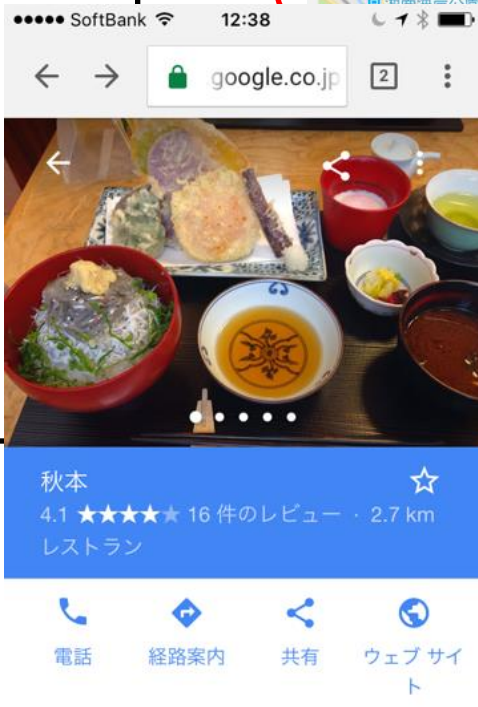 SoftBank 12:38
google.co.jp 2
秋本
4.1 ★★★★★ 16 件のレビュー · 2.7 km
レストラン
電話 経路案内 共有 ウェブ サイ
ト